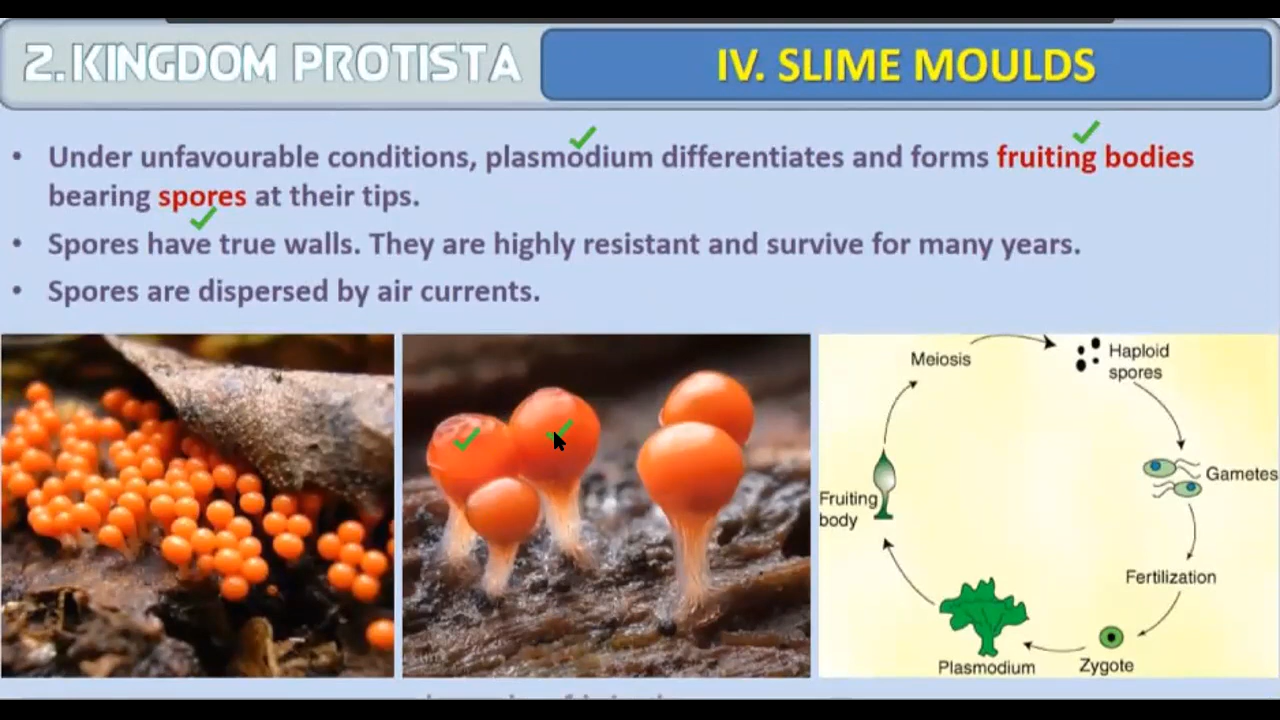 2. KINGDOM PROTISTA
IV. SLIME MOULDS
• Under unfavourable conditions, plasmodium differentiates and forms fruiting bodies
bearing spores at their tips.
• Spores have true walls. They are highly resistant and survive for many years.
• Spores are dispersed by air currents.
Meiosis
Haploid
spores
Gametes
Fertilization
Zygote
Plasmodium
Fruiting
body